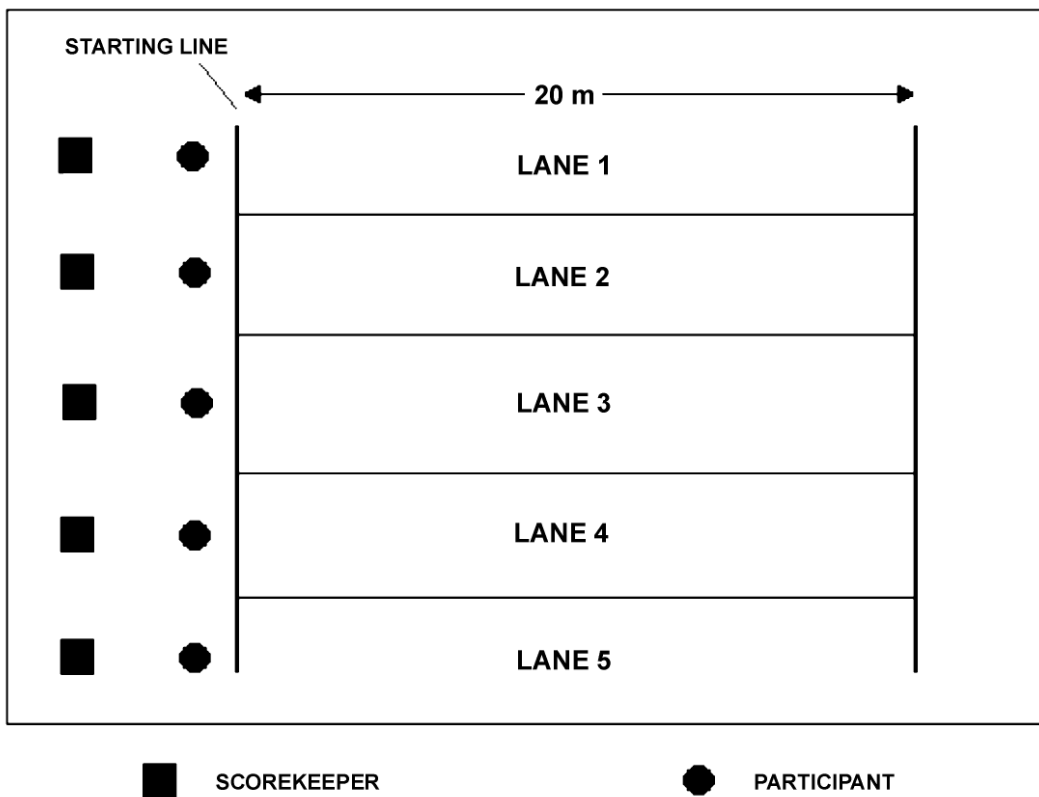 STARTING LINE
20 m
LANE 1
LANE 2
LANE 3
LANE 4
LANE 5
SCOREKEEPER
PARTICIPANT